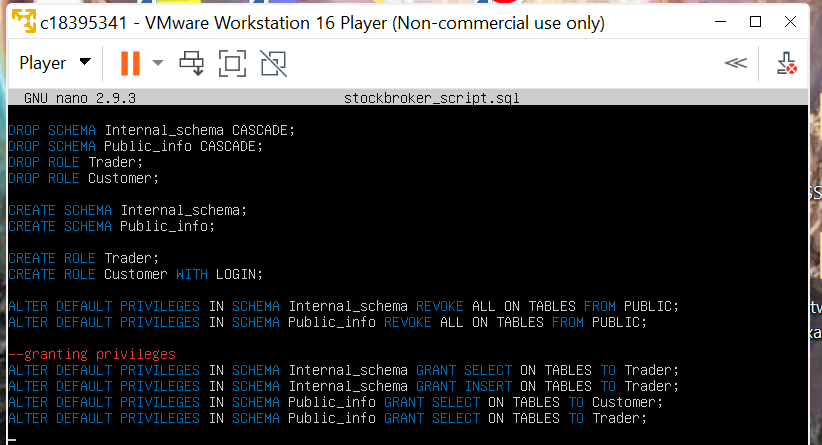 c18395341 - VMware Workstation 16 Player (Non-commercial use only)
Player
GNU nano 2.9.3 stockbroker_script.sql
DROP SCHEMA Internal_schema CASCADE;
DROP SCHEMA Public_info CASCADE;
DROP ROLE Trader;
DROP ROLE Customer;
CREATE SCHEMA Internal_schema;
CREATE SCHEMA Public_info;
CREATE ROLE Trader;
CREATE ROLE Customer WITH LOGIN;
ALTER DEFAULT PRIVILEGES IN SCHEMA Internal_schema REVOKE ALL ON TABLES FROM PUBLIC;
ALTER DEFAULT PRIVILEGES IN SCHEMA Public_info REVOKE ALL ON TABLES FROM PUBLIC;
--granting privileges
ALTER DEFAULT PRIVILEGES IN SCHEMA Internal_schema GRANT SELECT ON TABLES TO Trader;
ALTER DEFAULT PRIVILEGES IN SCHEMA Internal_schema GRANT INSERT ON TABLES TO Trader;
ALTER DEFAULT PRIVILEGES IN SCHEMA Public_info GRANT SELECT ON TABLES TO Customer;
ALTER DEFAULT PRIVILEGES IN SCHEMA Public_info GRANT SELECT ON TABLES TO Trader;